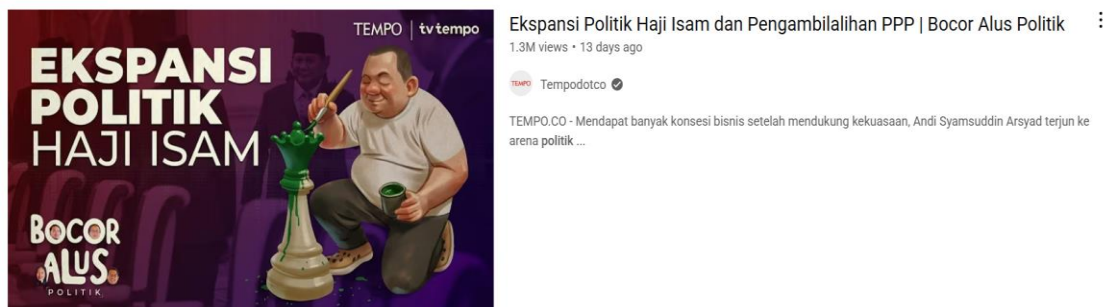 TEMPO | tvtempo
EKSPANSI
POLITIK
HAJI ISAM
BOCOR
ALUS
POLITIK
Ekspansi Politik Haji Isam dan Pengambilalihan PPP | Bocor Alus Politik
1.3M views • 13 days ago
TEMPO
Tempodotco
TEMPO.CO - Mendapat banyak konsesi bisnis setelah mendukung kekuasaan, Andi Syamsuddin Arsyad terjun ke
arena politik ...